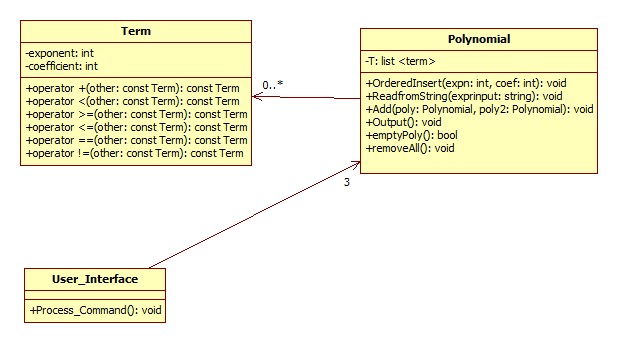 Term
-exponent: int
-coefficient: int
+operator +(other: const Term): const Term
+operator <(other: const Term): const Term
+operator >=(other: const Term): const Term
+operator <=(other: const Term): const Term
+operator ==(other: const Term): const Term
+operator !=(other: const Term): const Term
0..*
Polynomial
-T: list <term>
+OrderedInsert(expn: int, coef: int): void
+ReadfromString(exprinput: string): void
+Add(poly: Polynomial, poly2: Polynomial): void
+Output(): void
+emptyPoly(): bool
+removeAll(): void
3
User_Interface
+Process_Command(): void